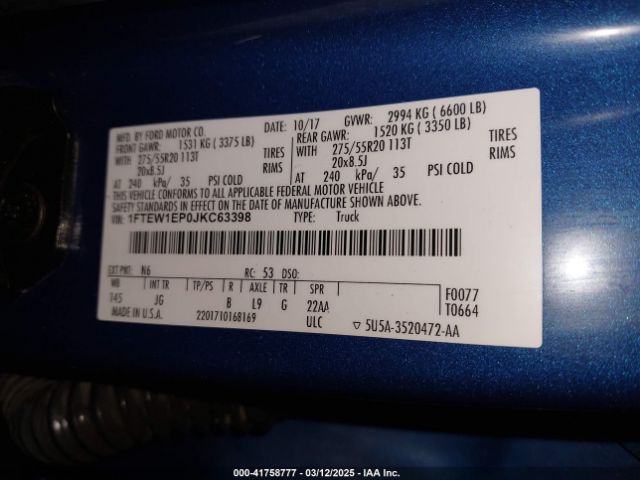 MFD. BY FORD MOTOR CO.
DATE: 10/17 GVWR: 2994 KG ( 6600 LB)
FRONT GAWR: 1531 KG ( 3375 LB) REAR GAWR: 1520 KG ( 3350 LB)
WITH 275/55R20 113T TIRES WITH 275/55R20 113T TIRES
20x8.5J RIMS 20x8.5J RIMS
AT 240 kPa/ 35 PSI COLD AT 240 kPa/ 35 PSI COLD
THIS VEHICLE CONFORMS TO ALL APPLICABLE FEDERAL MOTOR VEHICLE
SAFETY STANDARDS IN EFFECT ON THE DATE OF MANUFACTURE SHOWN ABOVE.
VIN: 1FTEW1EP0JKC63398 TYPE: Truck
EXT PNT: N6 RC: 53 DSO:
WB INT TR TP/PS R AXLE TR SPR F0077
145 JG B L9 G 22AA T0664
MADE IN U.S.A. 2201710168169 ULC ▽ 5U5A-3520472-AA
000-41758777 - 03/12/2025 - IAA Inc.